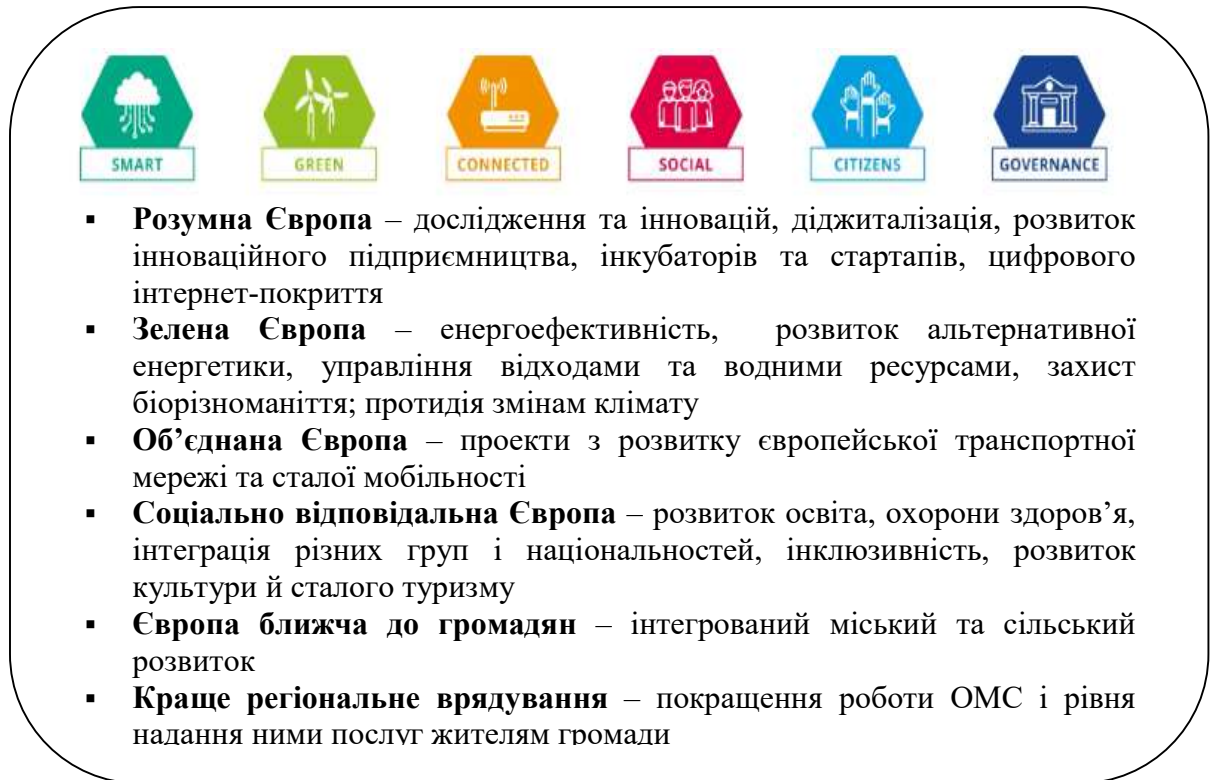 SMART GREEN CONNECTED SOCIAL CITIZENS GOVERNANCE
▪ Розумна Європа – дослідження та інновацій, діджиталізація, розвиток
інноваційного підприємництва, інкубаторів та стартапів, цифрового
інтернет-покриття
▪ Зелена Європа – енергоефективність, розвиток альтернативної
енергетики, управління відходами та водними ресурсами, захист
біорізноманіття; протидія змінам клімату
▪ Об’єднана Європа – проекти з розвитку європейської транспортної
мережі та сталої мобільності
▪ Соціально відповідальна Європа – розвиток освіта, охорони здоров’я,
інтеграція різних груп і національностей, інклюзивність, розвиток
культури й сталого туризму
▪ Європа ближча до громадян – інтегрований міський та сільський
розвиток
▪ Краще регіональне врядування – покращення роботи ОМС і рівня
надання ними послуг жителям громади